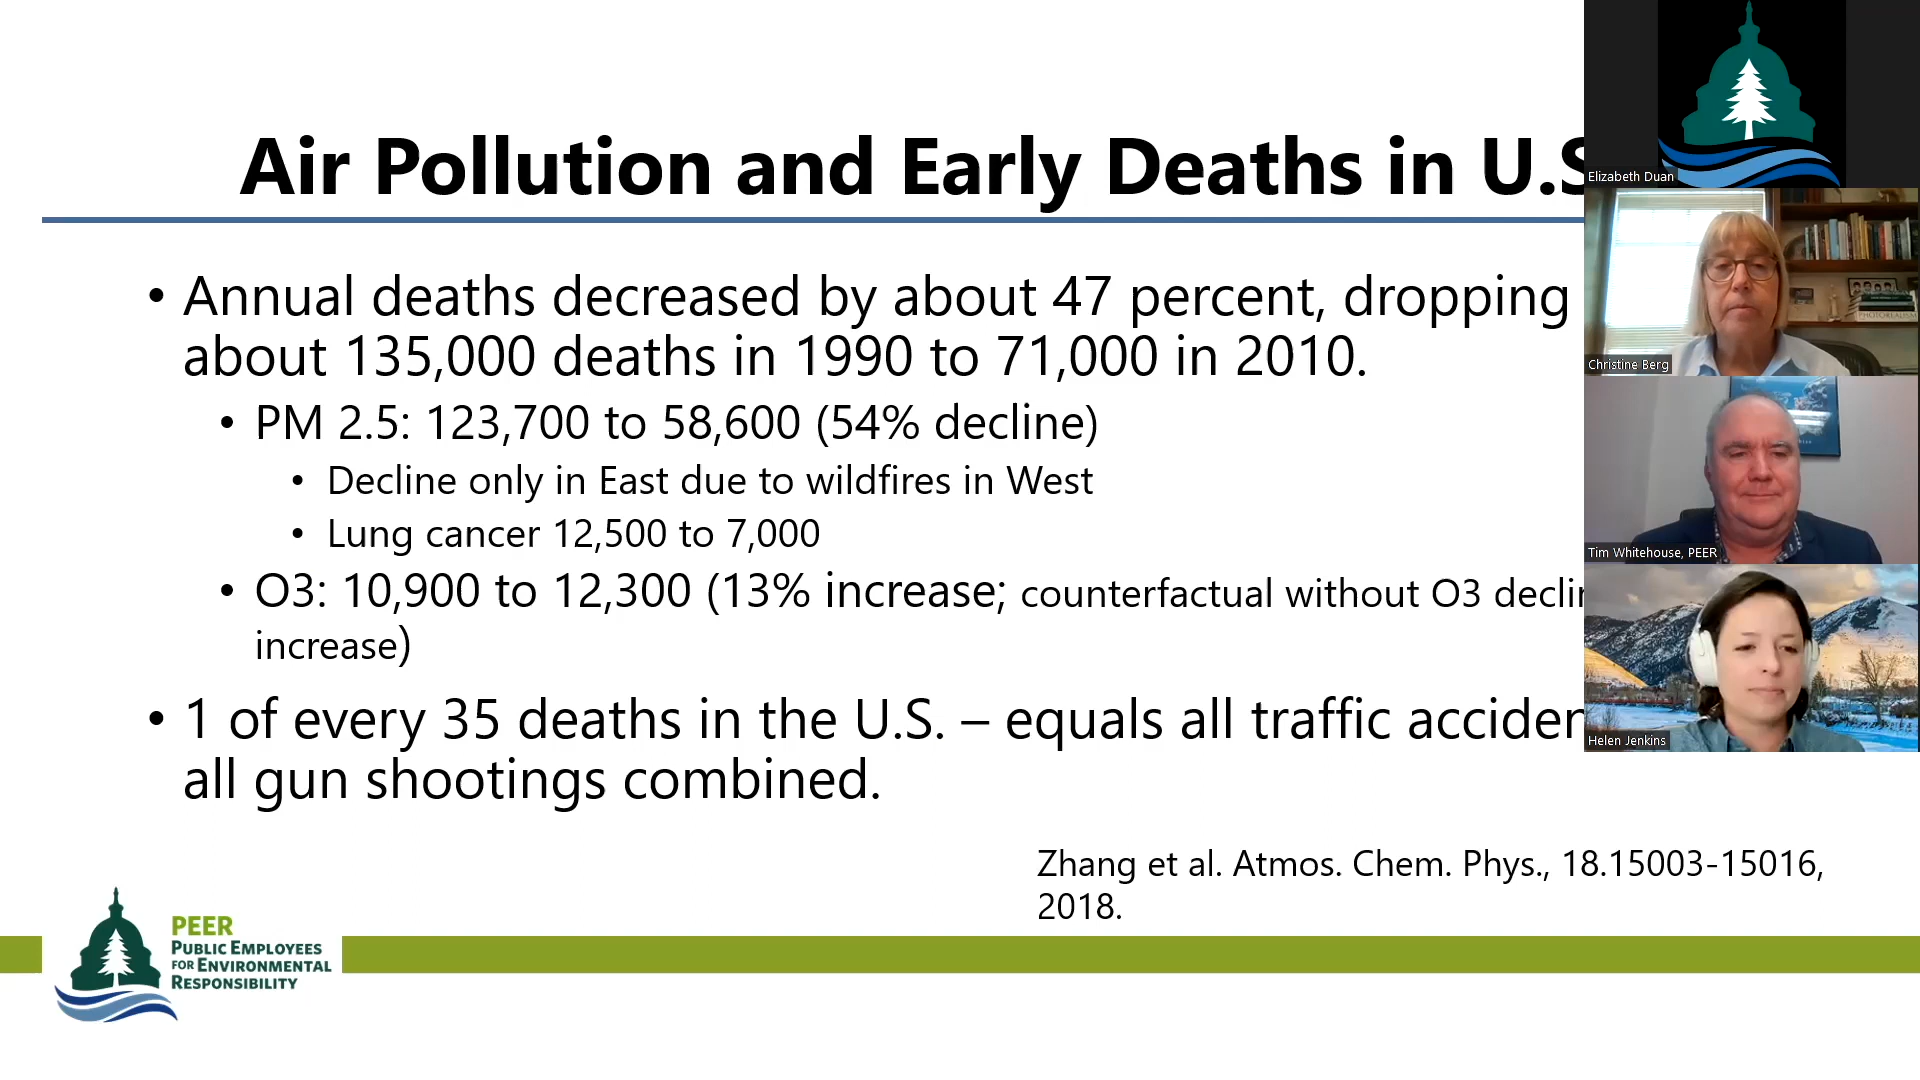 Air Pollution and Early Deaths in U.S
• Annual deaths decreased by about 47 percent, dropping
about 135,000 deaths in 1990 to 71,000 in 2010.
• PM 2.5: 123,700 to 58,600 (54% decline)
• Decline only in East due to wildfires in West
• Lung cancer 12,500 to 7,000
• O3: 10,900 to 12,300 (13% increase; counterfactual without O3
increase)
• 1 of every 35 deaths in the U.S. – equals all traffic
all gun shootings combined.
Zhang et al. Atmos. Chem. Phys., 18.15003-15016,
2018.
PEER
PUBLIC EMPLOYEES
FOR ENVIRONMENTAL
RESPONSIBILITY
Elizabeth Duan
Christine Berg
PHOTOREALISM
Tim Whitehouse, PEER
Helen Jenkins